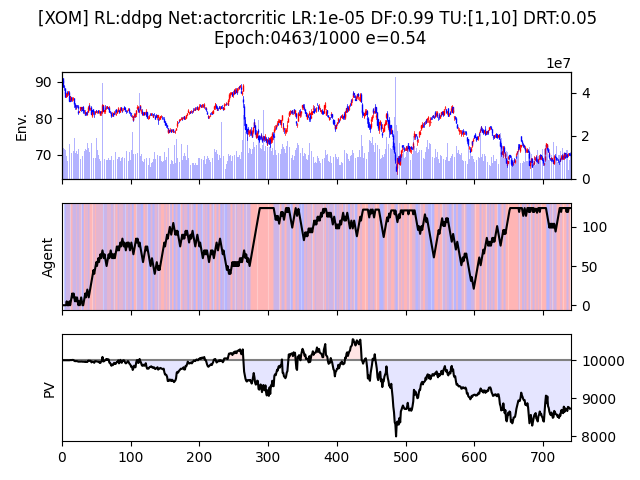 [XOM] RL:ddpg Net:actorcritic LR:1e-05 DF:0.99 TU:[1,10] DRT:0.05
Epoch:0463/1000 e=0.54
1e7
90
80
70
Env.
4
2
0
Agent
100
50
0
PV
10000
9000
8000
0 100 200 300 400 500 600 700